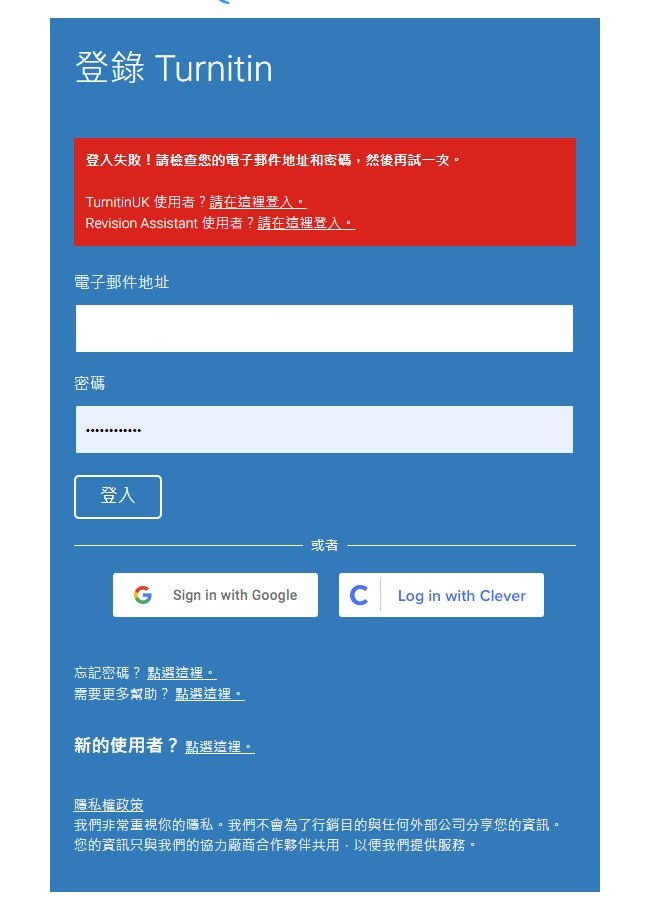 登錄 Turnitin
登入失敗！請檢查您的電子郵件地址和密碼，然後再試一次。
TurnitinUK 使用者？請在這裡登入。
Revision Assistant 使用者？請在這裡登入。
電子郵件地址
密碼
••••••••••••
登入
或者
Sign in with Google
C Log in with Clever
忘記密碼？ 點選這裡。
需要更多幫助？ 點選這裡。
新的使用者？ 點選這裡。
隱私權政策
我們非常重視你的隱私。我們不會為了行銷目的與任何外部公司分享您的資訊。
您的資訊只與我們的協力廠商合作夥伴共用，以便我們提供服務。